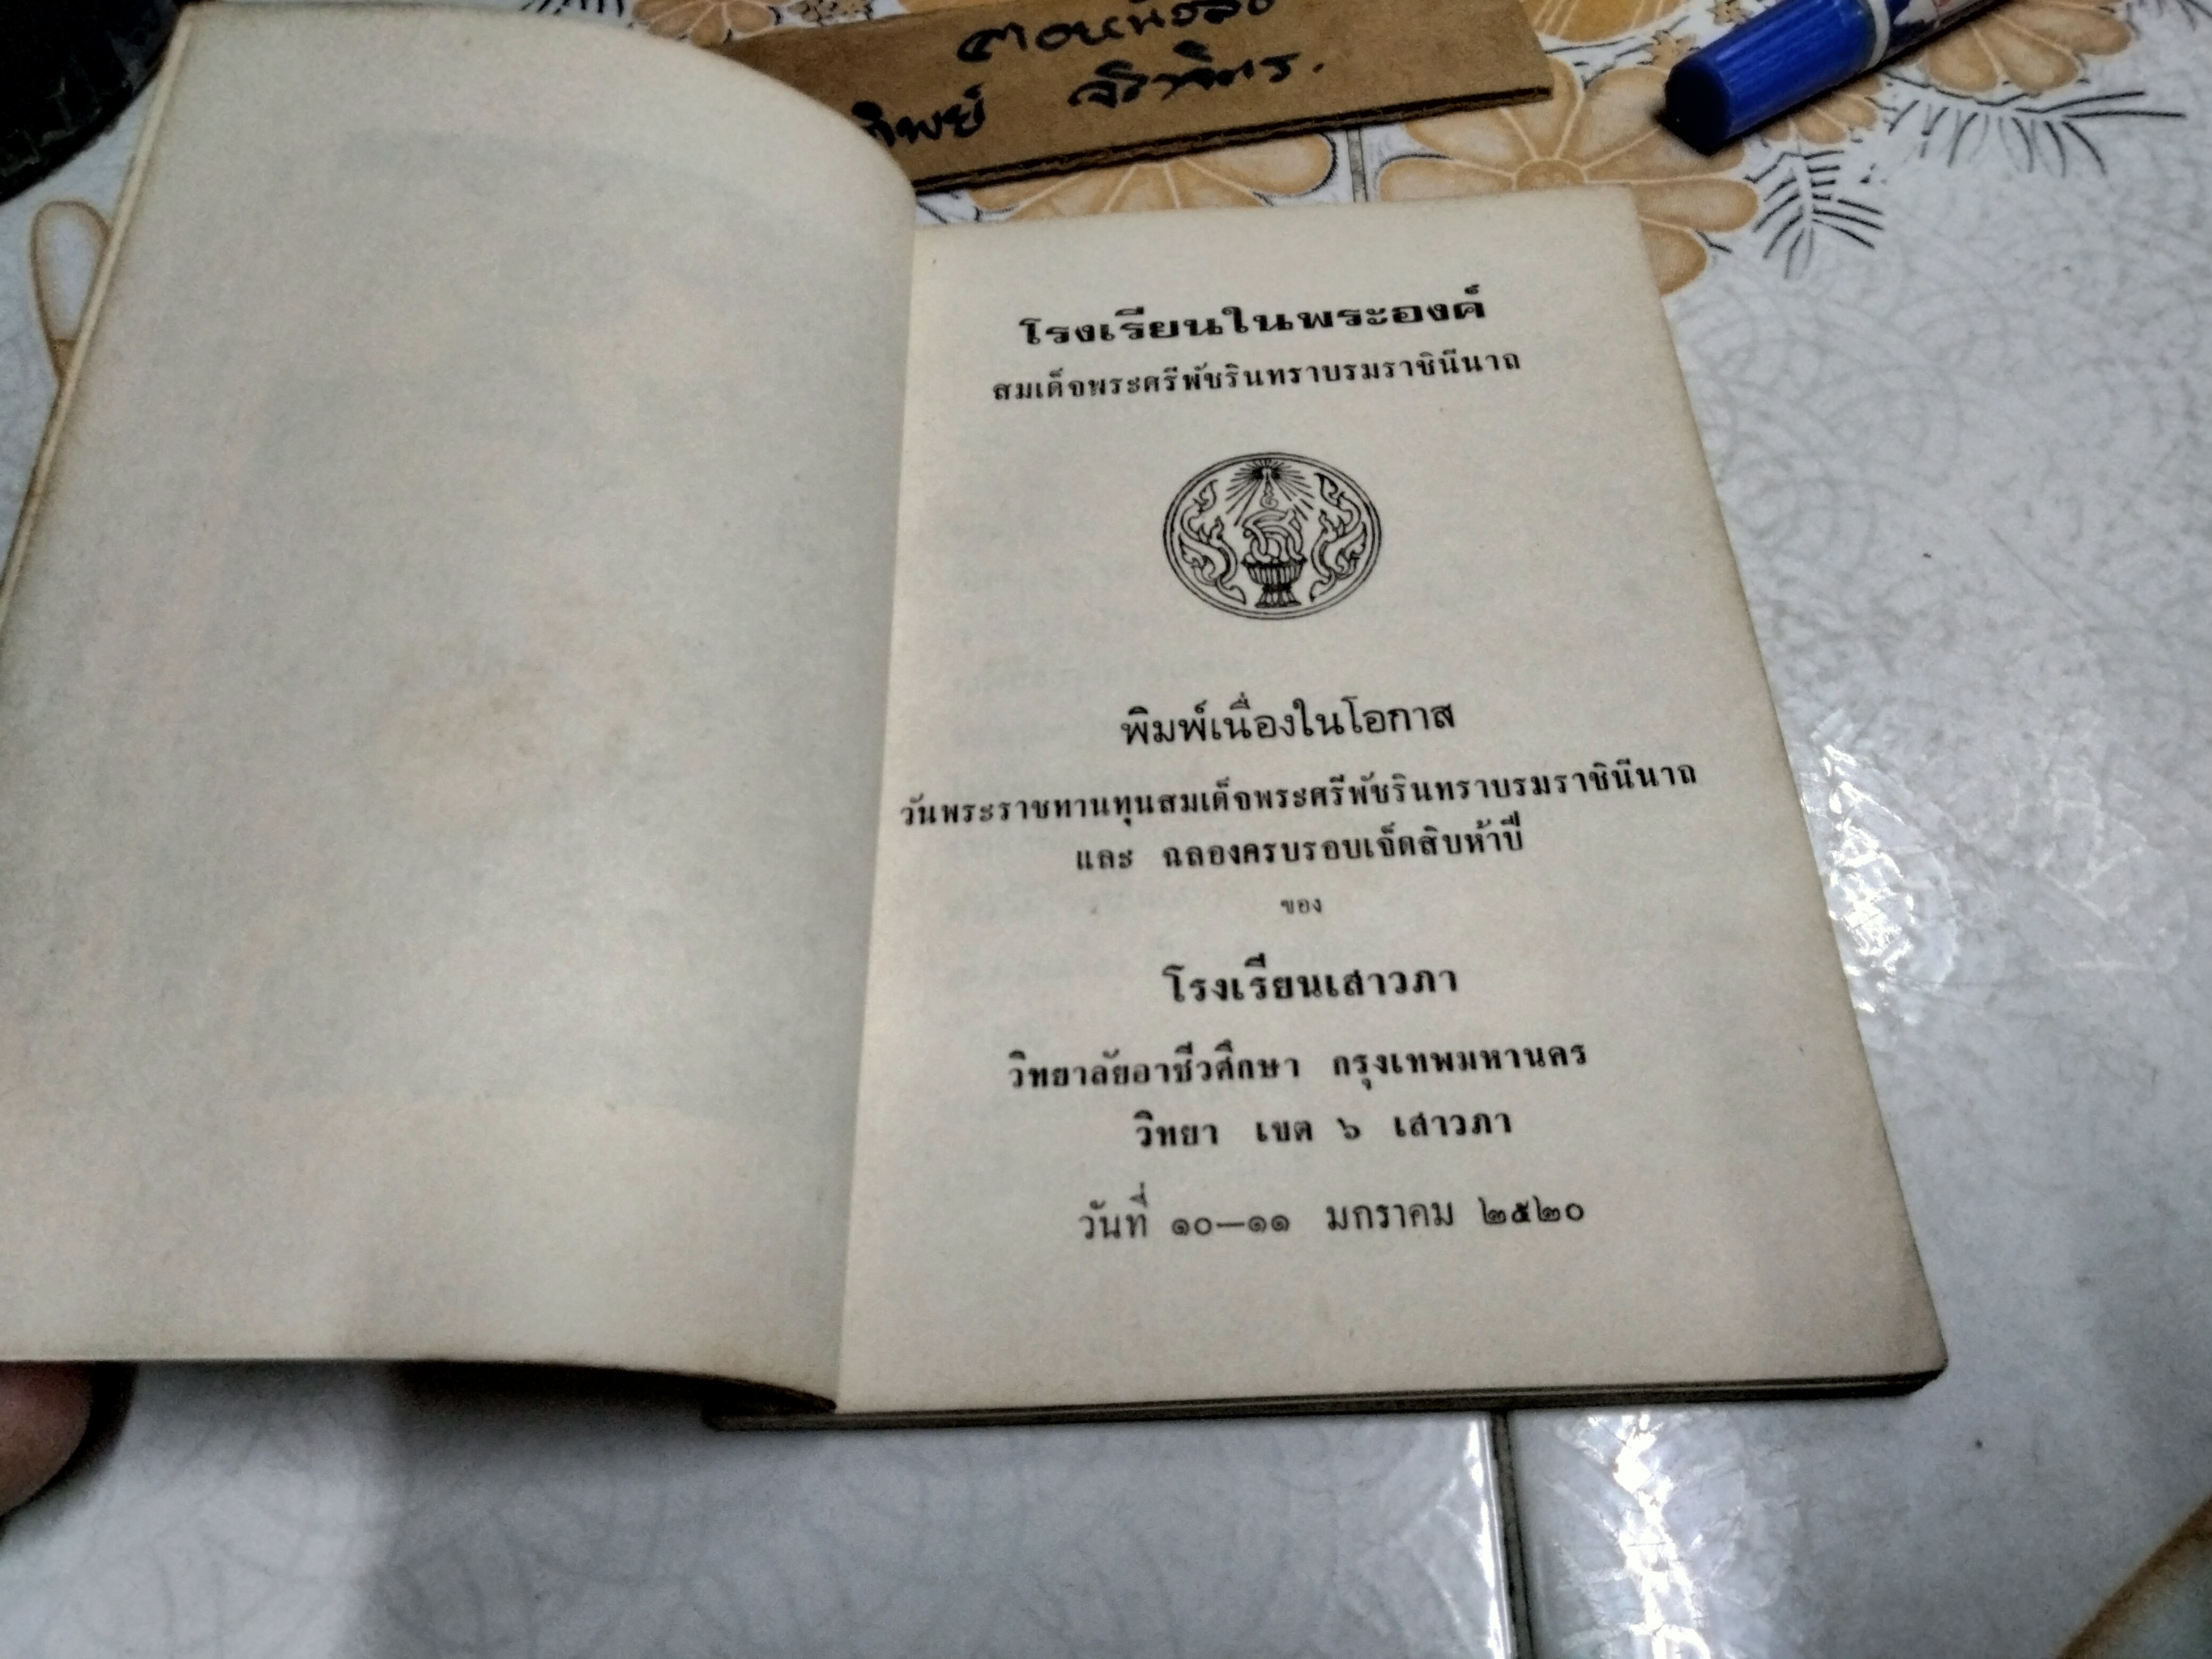 ทิพย์
โรงเรียนในพระองค์
สมเด็จพระศรีพัชรินทราบรมราชินีนาถ
พิมพ์เนื่องในโอกาส
วันพระราชทานทุนสมเด็จพระศรีพัชรินทราบรมราชินีนาถ
และ ฉลองครบรอบเจ็ดสิบห้าปี
ของ
โรงเรียนเสาวภา
วิทยาลัยอาชีวศึกษา กรุงเทพมหานคร
วิทยา เขต ๖ เสาวภา
วันที่ ๑๐—๑๑ มกราคม ๒๕๒๐